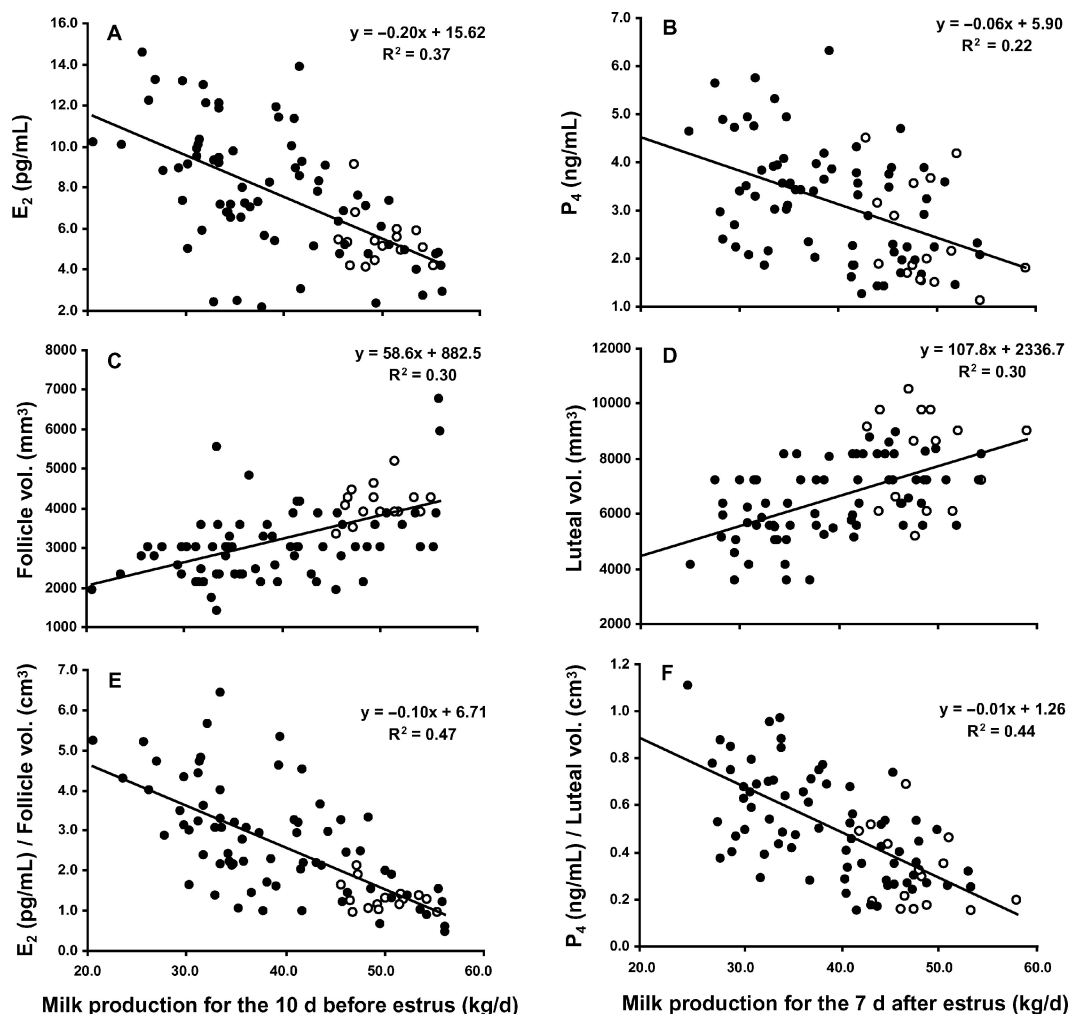 A
y = −0.20x + 15.62
R² = 0.37
E₂ (pg/mL)
16.0
14.0
12.0
10.0
8.0
6.0
4.0
2.0
B
y = −0.06x + 5.90
R² = 0.22
P₄ (ng/mL)
7.0
6.0
5.0
4.0
3.0
2.0
1.0
C
y = 58.6x + 882.5
R² = 0.30
Follicle vol. (mm³)
8000
7000
6000
5000
4000
3000
2000
1000
20
30
40
50
60
D
y = 107.8x + 2336.7
R² = 0.30
Luteal vol. (mm³)
12000
10000
8000
6000
4000
2000
E
y = −0.10x + 6.71
R² = 0.47
E₂ (pg/mL) / Follicle vol. (cm³)
7.0
6.0
5.0
4.0
3.0
2.0
1.0
0.0
20.0
30.0
40.0
50.0
60.0
Milk production for the 10 d before estrus (kg/d)
F
y = −0.01x + 1.26
R² = 0.44
P₄ (ng/mL) / Luteal vol. (cm³)
1.2
1.0
0.8
0.6
0.4
0.2
0.0
20.0
30.0
40.0
50.0
60.0
Milk production for the 7 d after estrus (kg/d)